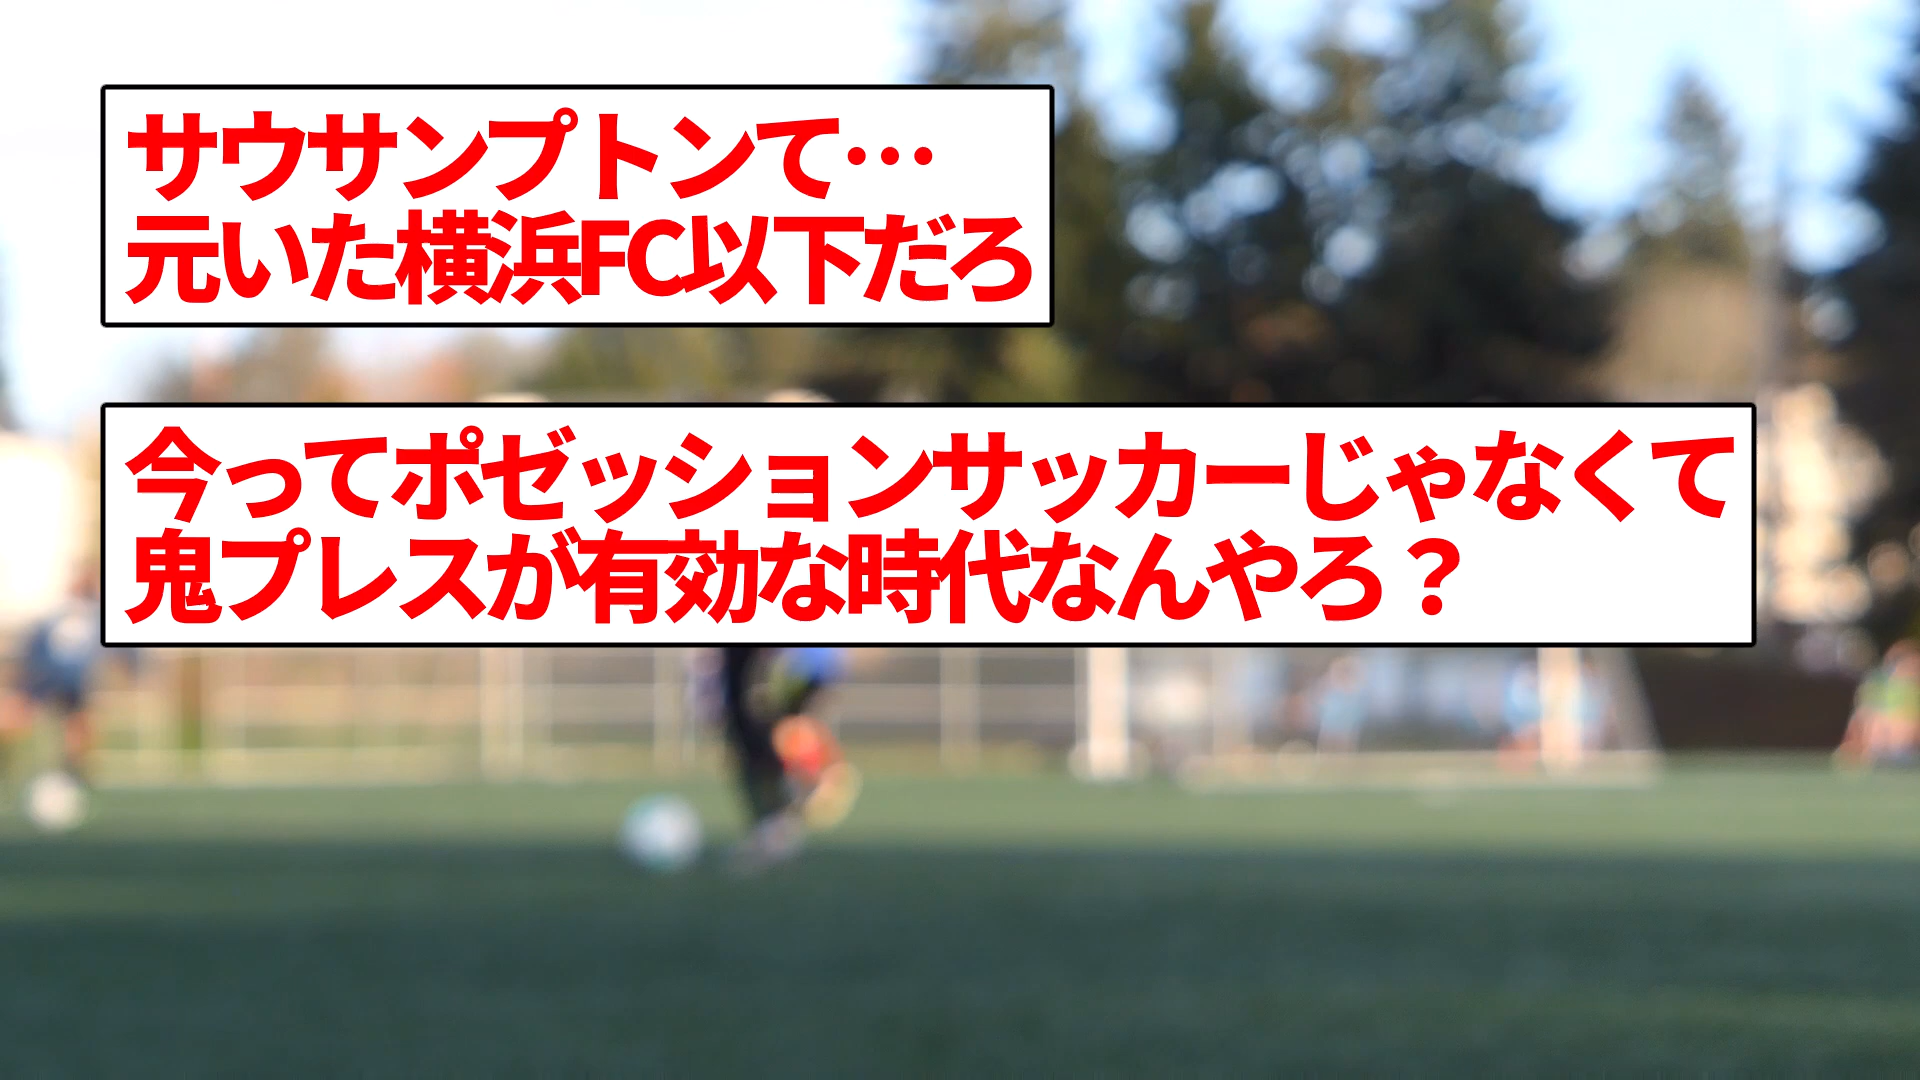 サウサンプトンて…
元いた横浜FC以下だろ
今ってポゼッションサッカーじゃなくて
鬼プレスが有効な時代なんやろ？